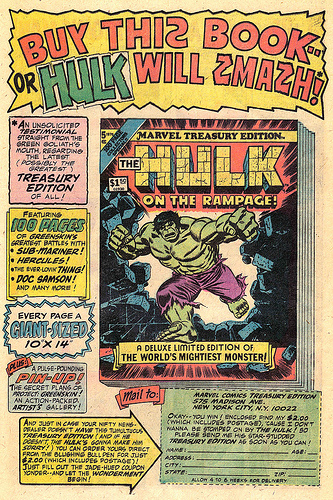 BUY THIS BOOK..
OR HULK WILL SMASH!
*AN UNSOLICITED
TESTIMONIAL
STRAIGHT FROM THE
GREEN GOLIATH'S
MOUTH, REGARDING
THE LATEST
(POSSIBLY THE
GREATEST)
TREASURY
EDITION
OF ALL!
FEATURING
100 PAGES
OF GREENSKIN'S
GREATEST BATTLES WITH
• SUB-MARINER!
• HERCULES!
• THE EVER-LOVIN' THING!
• DOC SAMSON!
AND MANY MORE!
EVERY PAGE A
GIANT-SIZED
10" X 14"
PLUS!
A PULSE-POUNDING
PIN-UP!
THE SECRET PLANS OF
PROJECT: GREENSKIN!
AN ACTION-PACKED
ARTIST'S GALLERY!
MARVEL TREASURY EDITION
$1.50
THE HULK
ON THE RAMPAGE!
A DELUXE LIMITED EDITION OF
THE WORLD'S MIGHTIEST MONSTER!
AND JUST IN CASE YOUR NIFTY NEWS-
DEALER DOESN'T HAVE THIS TUMULTUOUS
TREASURY EDITION (AND IF HE
DOESN'T, THE HULK'S GONNA MAKE HIM
SORRY!) YOU CAN ORDER YOURS DIRECT
FROM THE BLUSHING BULLPEN FOR JUST
$2.00 (WHICH INCLUDES POSTAGE)!
JUST FILL OUT THE JADE-HUED COUPON
YONDER--AND LET THE WONDERMENT
BEGIN!
Mail to:
MARVEL COMICS TREASURY EDITION
575 MADISON AVE.
NEW YORK CITY, N.Y. 10022
OKAY--YOU WIN! ENCLOSED FIND MY $2.00
(WHICH INCLUDES POSTAGE), 'CAUSE I DON'T
WANNA BE STOMPED ON BY THE HULK! SO
PLEASE SEND ME HIS STAR-STUDDED
TREASURY EDITION AS SOON AS YOU CAN!
NAME: AGE:
ADDRESS:
CITY:
STATE: ZIP:
ALLOW 4 TO 6 WEEKS FOR DELIVERY